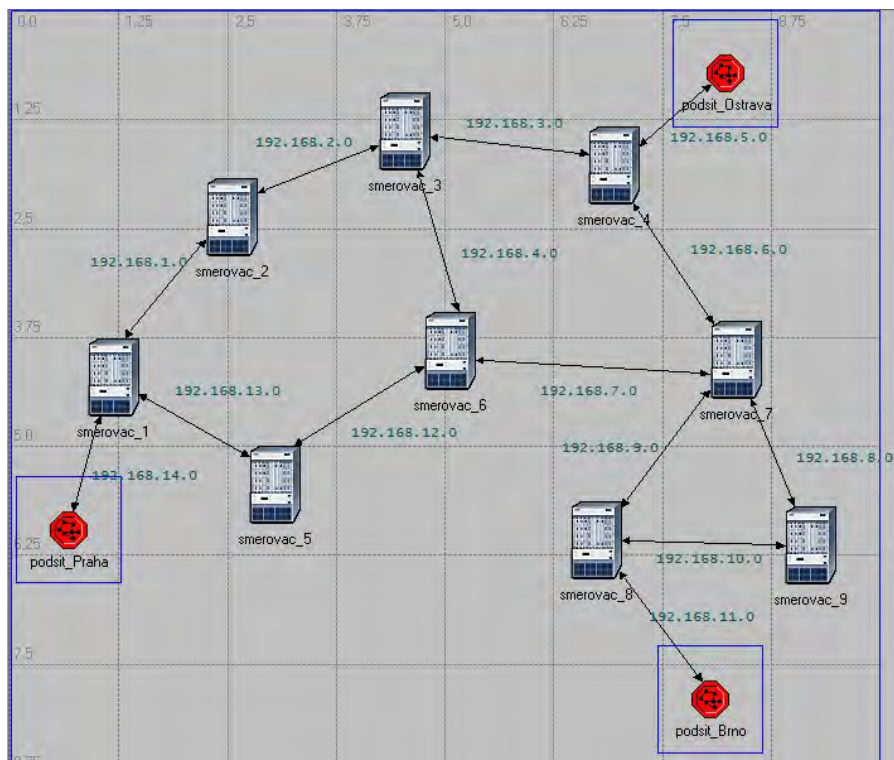 0,0 1,25 2,5 3,75 5,0 6,25 7,5 8,75
podsit_Ostrava
1,25
192.168.3.0
192.168.5.0
192.168.2.0
smerovac_3
smerovac_4
2,5
192.168.6.0
192.168.4.0
192.168.1.0
smerovac_2
3,75
192.168.13.0
192.168.7.0
smerovac_6
smerovac_7
smerovac_1
192.168.12.0
5,0
192.168.9.0
192.168.8.0
192.168.14.0
smerovac_5
6,25
podsit_Praha
192.168.10.0
smerovac_8
smerovac_9
192.168.11.0
7,5
podsit_Brno
8,75